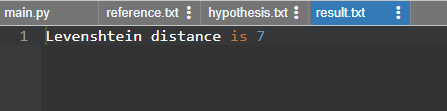 main.py reference.txt hypothesis.txt result.txt
1 Levenshtein distance is 7